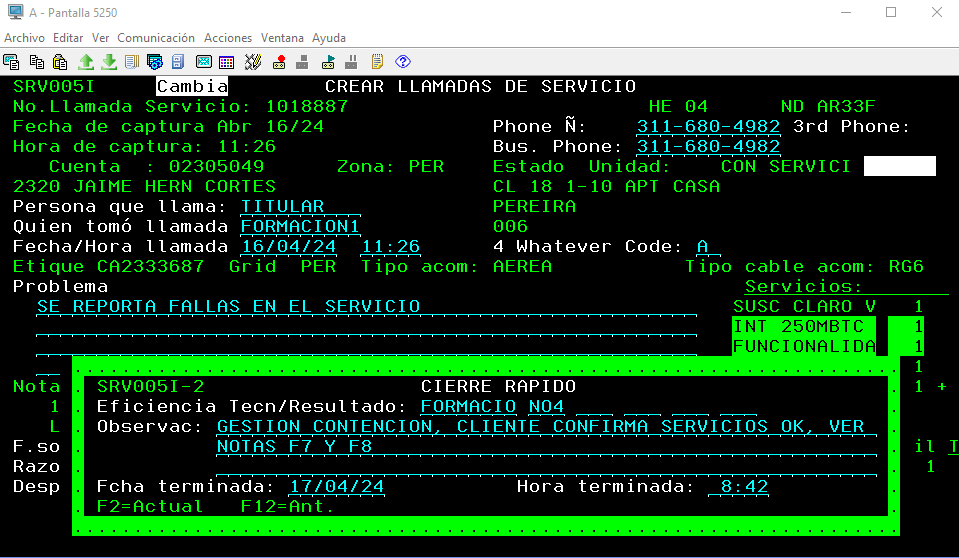 A - Pantalla 5250
Archivo Editar Ver Comunicación Acciones Ventana Ayuda
SRV005I Cambia CREAR LLAMADAS DE SERVICIO
No.Llamada Servicio: 1018887 HE 04 ND AR33F
Fecha de captura Abr 16/24 Phone Ñ: 311-680-4982 3rd Phone:
Hora de captura: 11:26 Bus. Phone: 311-680-4982
Cuenta : 02305049 Zona: PER Estado Unidad: CON SERVICI
2320 JAIME HERN CORTES CL 18 1-10 APT CASA
Persona que llama: TITULAR PEREIRA
Quien tomó llamada FORMACION1 006
Fecha/Hora llamada 16/04/24 11:26 4 Whatever Code: A
Etique CA2333687 Grid PER Tipo acom: AEREA Tipo cable acom: RG6
Problema Servicios:
SE REPORTA FALLAS EN EL SERVICIO SUSC CLARO V 1
INT 250MBTC 1
FUNCIONALIDA 1
1
Nota SRV005I-2 CIERRE RAPIDO 1 +
1 Eficiencia Tecn/Resultado: FORMACIO NO4
L Observac: GESTION CONTENCION, CLIENTE CONFIRMA SERVICIOS OK, VER
F.so NOTAS F7 Y F8 il T
Razo 1
Desp Fcha terminada: 17/04/24 Hora terminada: 8:42
F2=Actual F12=Ant.